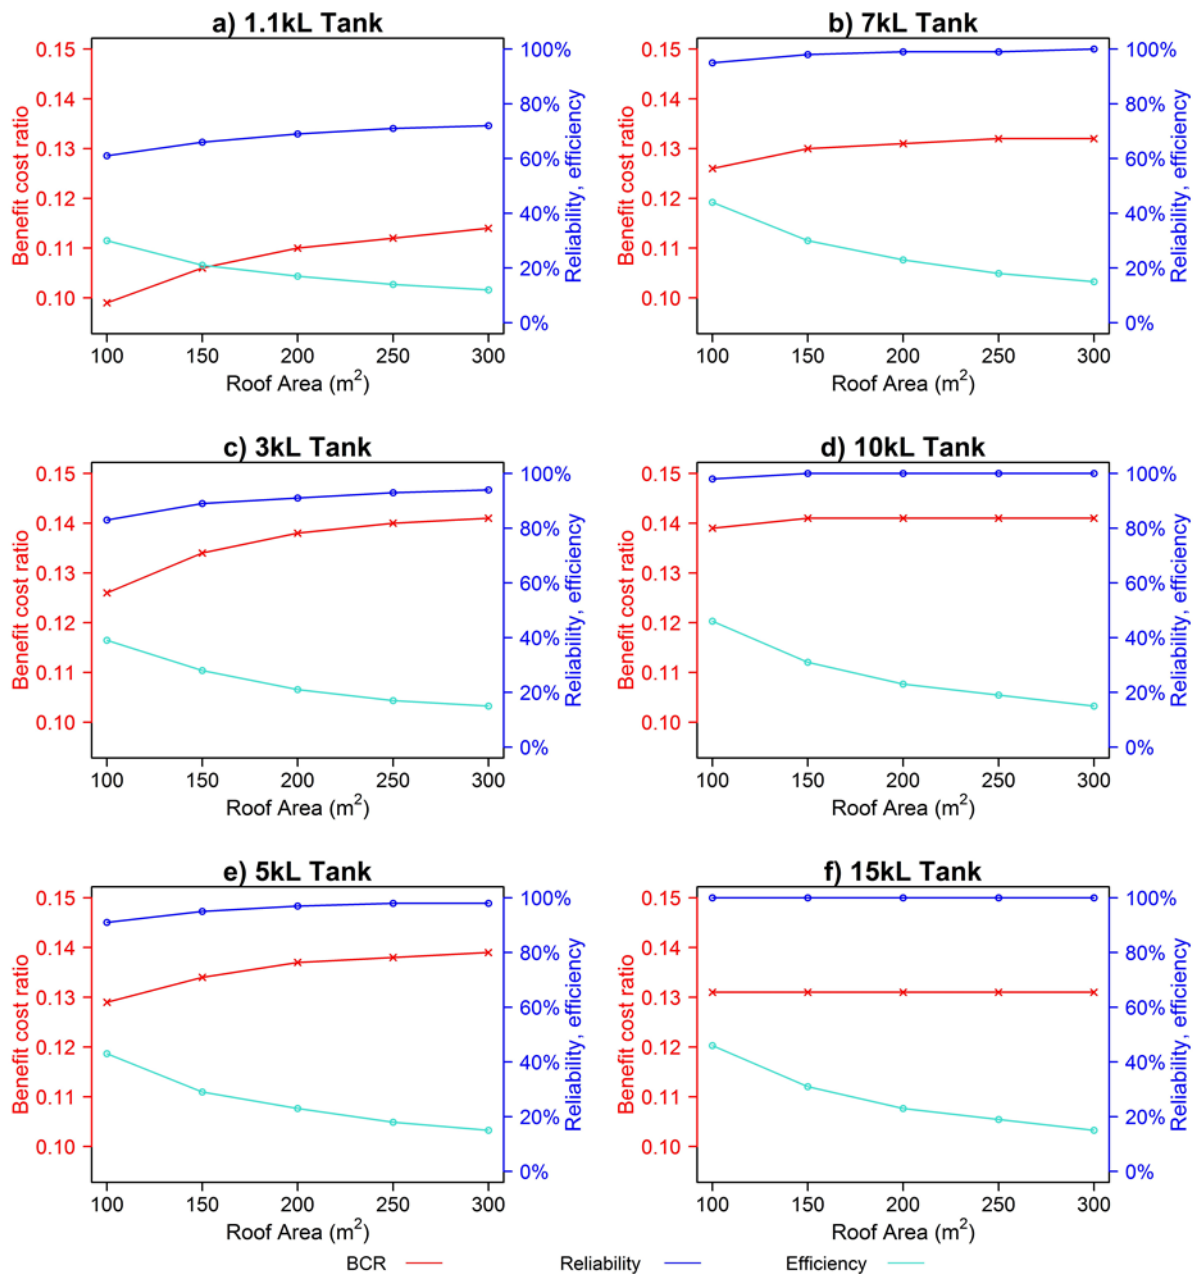 a) 1.1kL Tank
0.15
0.14
0.13
0.12
0.11
0.10
Benefit cost ratio
100%
80%
60%
40%
20%
0%
Reliability, efficiency
100 150 200 250 300
Roof Area (m²)
b) 7kL Tank
0.15
0.14
0.13
0.12
0.11
0.10
Benefit cost ratio
100%
80%
60%
40%
20%
0%
Reliability, efficiency
100 150 200 250 300
Roof Area (m²)
c) 3kL Tank
0.15
0.14
0.13
0.12
0.11
0.10
Benefit cost ratio
100%
80%
60%
40%
20%
0%
Reliability, efficiency
100 150 200 250 300
Roof Area (m²)
d) 10kL Tank
0.15
0.14
0.13
0.12
0.11
0.10
Benefit cost ratio
100%
80%
60%
40%
20%
0%
Reliability, efficiency
100 150 200 250 300
Roof Area (m²)
e) 5kL Tank
0.15
0.14
0.13
0.12
0.11
0.10
Benefit cost ratio
100%
80%
60%
40%
20%
0%
Reliability, efficiency
100 150 200 250 300
Roof Area (m²)
f) 15kL Tank
0.15
0.14
0.13
0.12
0.11
0.10
Benefit cost ratio
100%
80%
60%
40%
20%
0%
Reliability, efficiency
100 150 200 250 300
Roof Area (m²)
BCR Reliability Efficiency